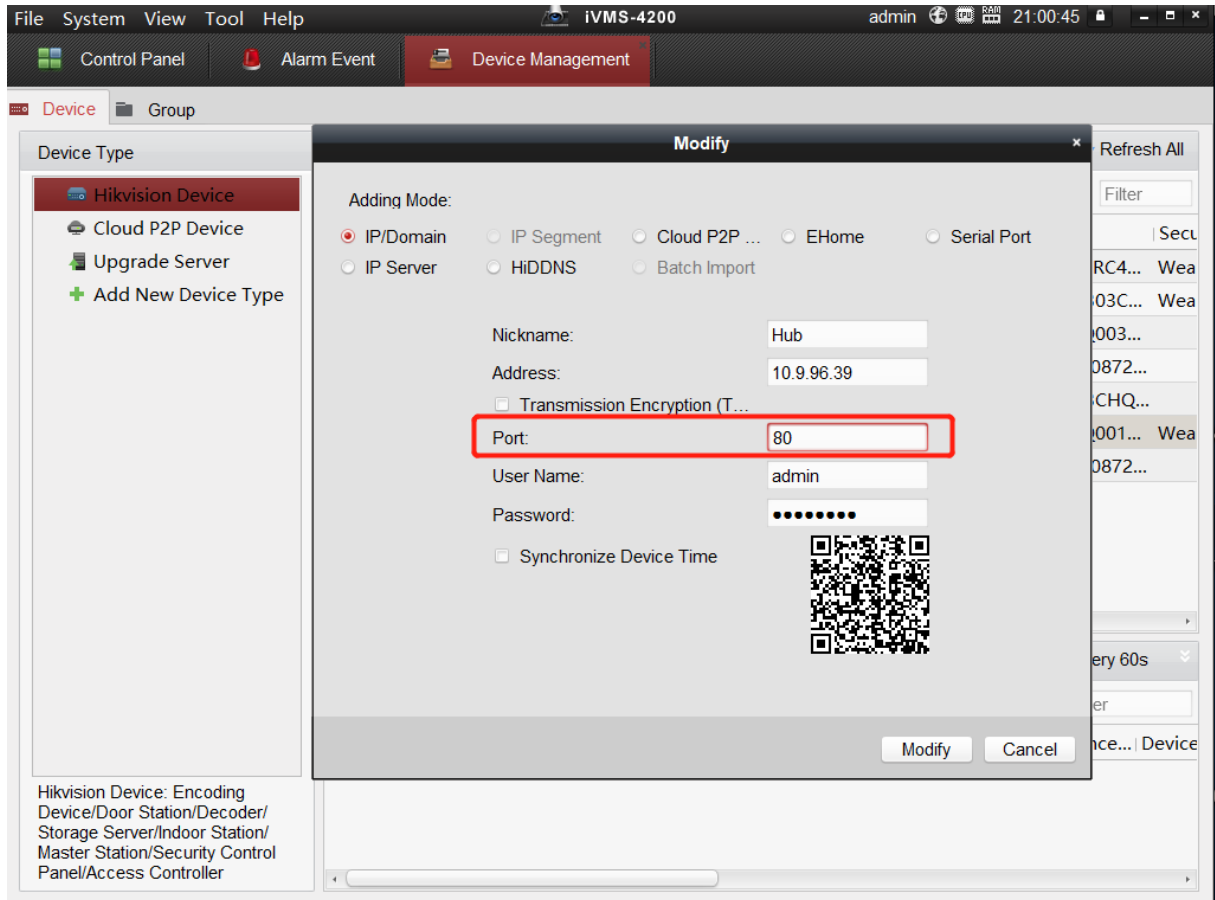 File System View Tool Help iVMS-4200 admin CPU RAM 21:00:45
Control Panel Alarm Event Device Management
Device Group
Device Type
Hikvision Device
Cloud P2P Device
Upgrade Server
Add New Device Type
Hikvision Device: Encoding
Device/Door Station/Decoder/
Storage Server/Indoor Station/
Master Station/Security Control
Panel/Access Controller
Modify
Adding Mode:
IP/Domain IP Segment Cloud P2P ... EHome Serial Port
IP Server HiDDNS Batch Import
Nickname: Hub
Address: 10.9.96.39
Transmission Encryption (T...
Port: 80
User Name: admin
Password: ●●●●●●●●
Synchronize Device Time
Modify Cancel
Refresh All
Filter
Secu
RC4... Wea
03C... Wea
003...
0872...
CHQ...
001... Wea
0872...
ery 60s
er
nce... Device